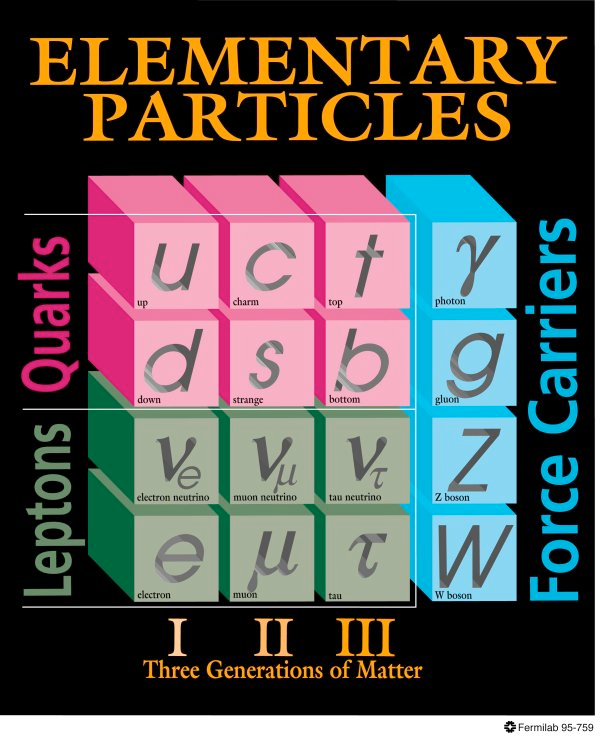 ELEMENTARY
PARTICLES
Quarks
Leptons
Force Carriers
u c t γ
up charm top photon
d s b g
down strange bottom gluon
νe νμ ντ Z
electron neutrino muon neutrino tau neutrino Z boson
e μ τ W
electron muon tau W boson
I II III
Three Generations of Matter
Fermilab 95-759